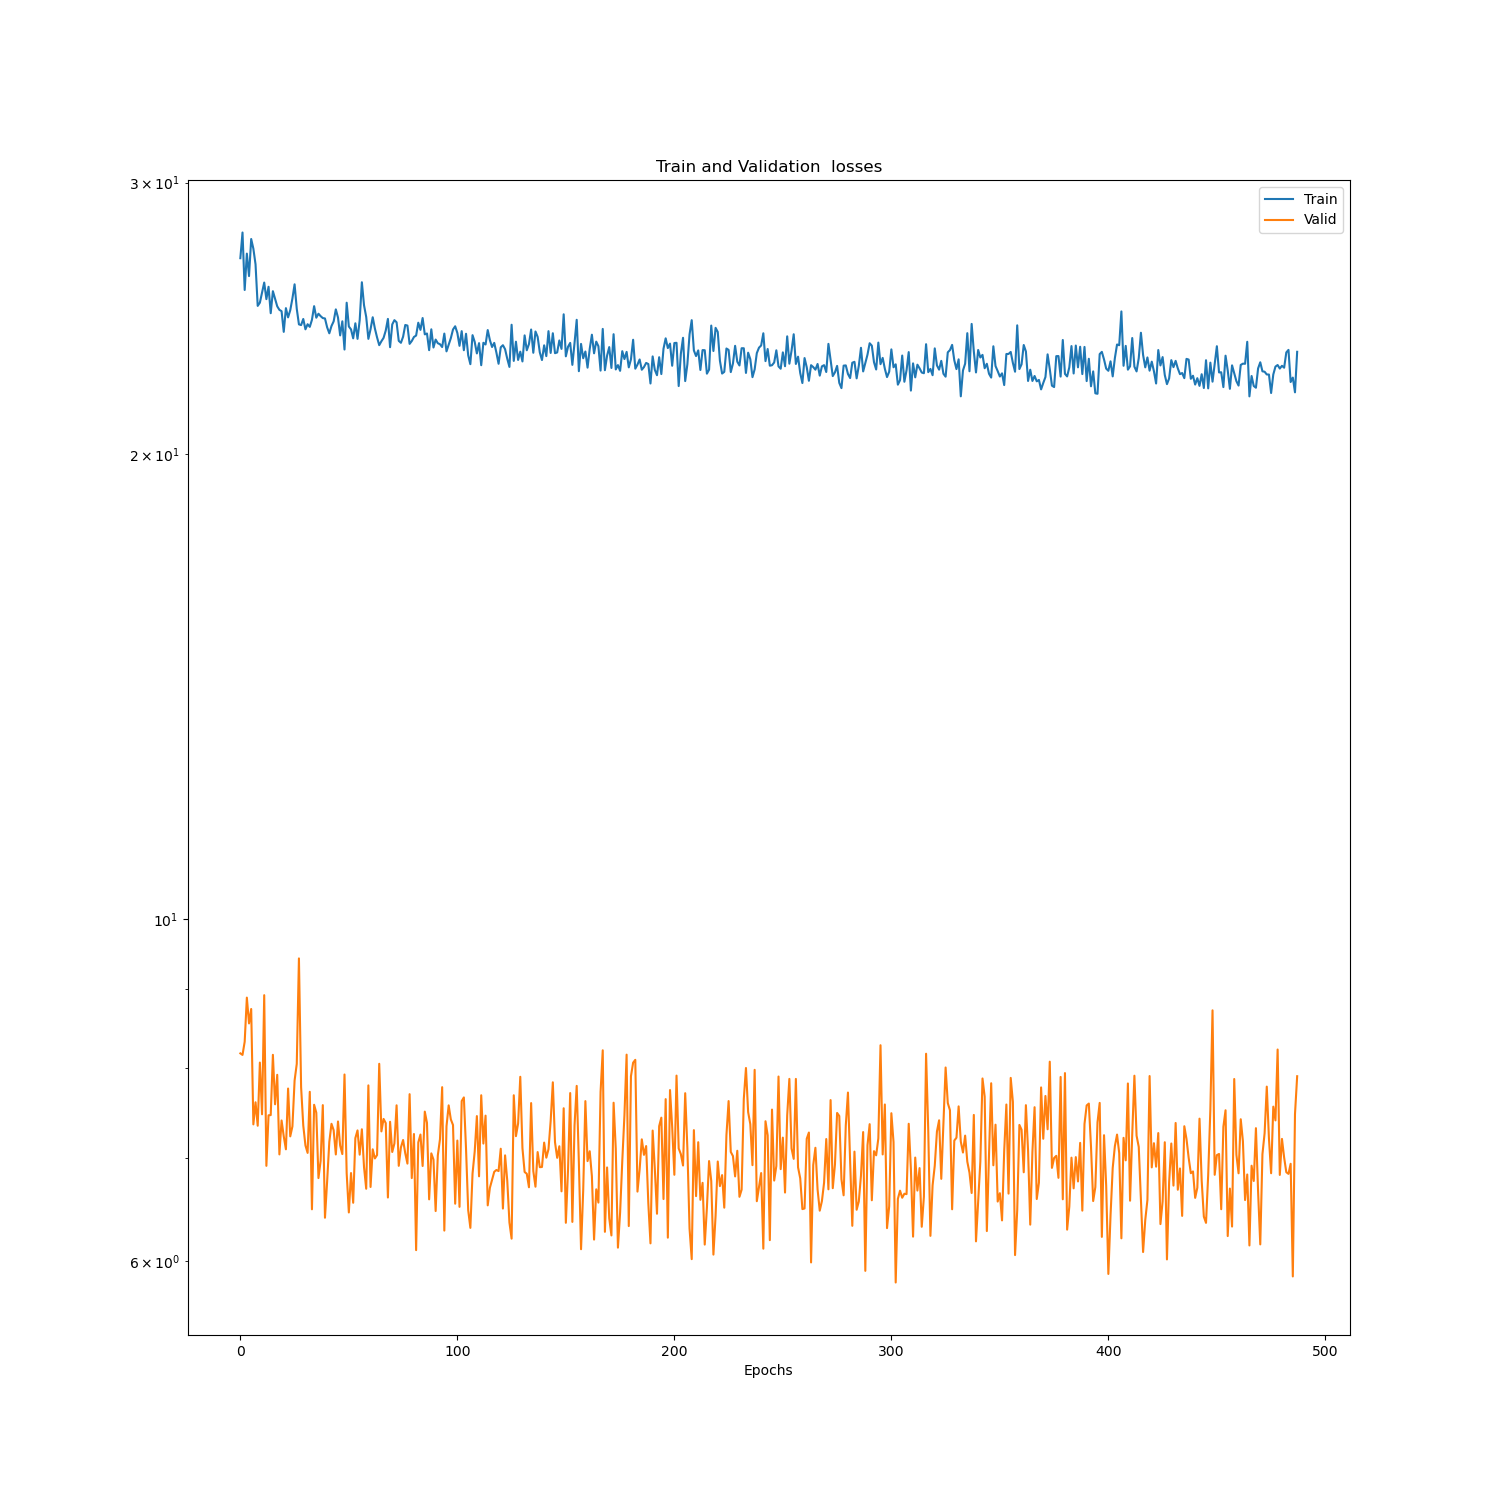 Train and Validation  losses
3 × 10¹
Train
Valid
2 × 10¹
10¹
6 × 10⁰
0
100
200
300
400
500
Epochs